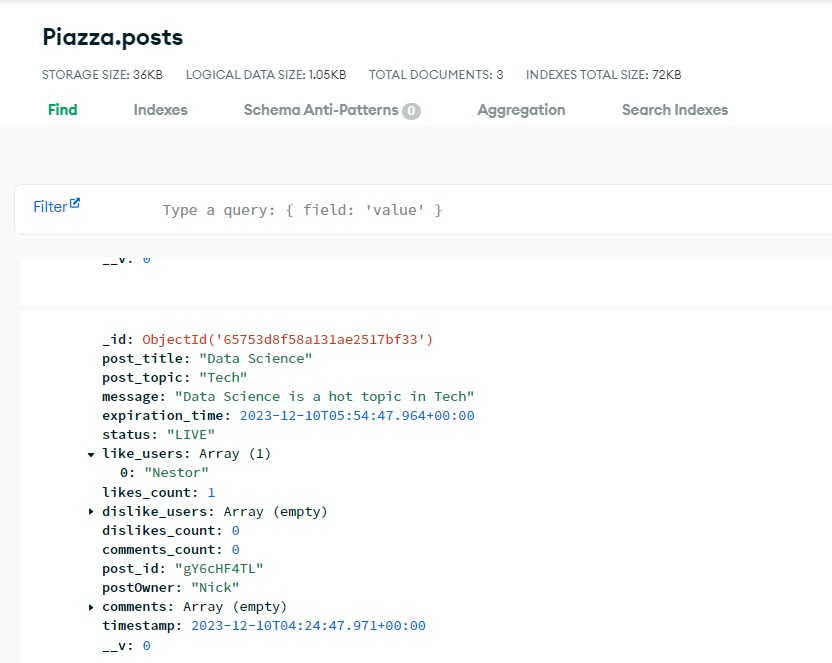 Piazza.posts
STORAGE SIZE: 36KB LOGICAL DATA SIZE: 1.05KB TOTAL DOCUMENTS: 3 INDEXES TOTAL SIZE: 72KB
Find Indexes Schema Anti-Patterns 0 Aggregation Search Indexes
Filter Type a query: { field: 'value' }
__v: 0
_id: ObjectId('65753d8f58a131ae2517bf33')
post_title: "Data Science"
post_topic: "Tech"
message: "Data Science is a hot topic in Tech"
expiration_time: 2023-12-10T05:54:47.964+00:00
status: "LIVE"
like_users: Array (1)
0: "Nestor"
likes_count: 1
dislike_users: Array (empty)
dislikes_count: 0
comments_count: 0
post_id: "gY6cHF4TL"
postOwner: "Nick"
comments: Array (empty)
timestamp: 2023-12-10T04:24:47.971+00:00
__v: 0